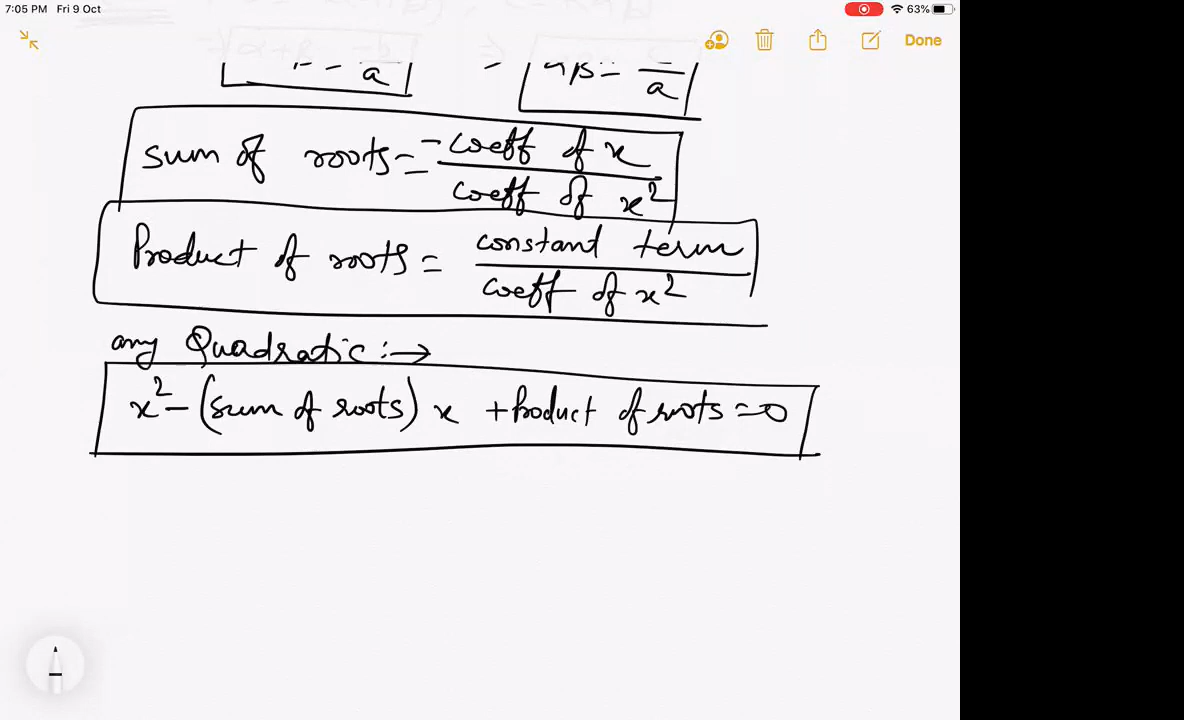 7:05 PM Fri 9 Oct
63%
Done
a
αβ = a
sum of roots = - coeff of x / coeff of x²
Product of roots = constant term / coeff of x²
any Quadratic :→
x² - (sum of roots) x + Product of roots = 0